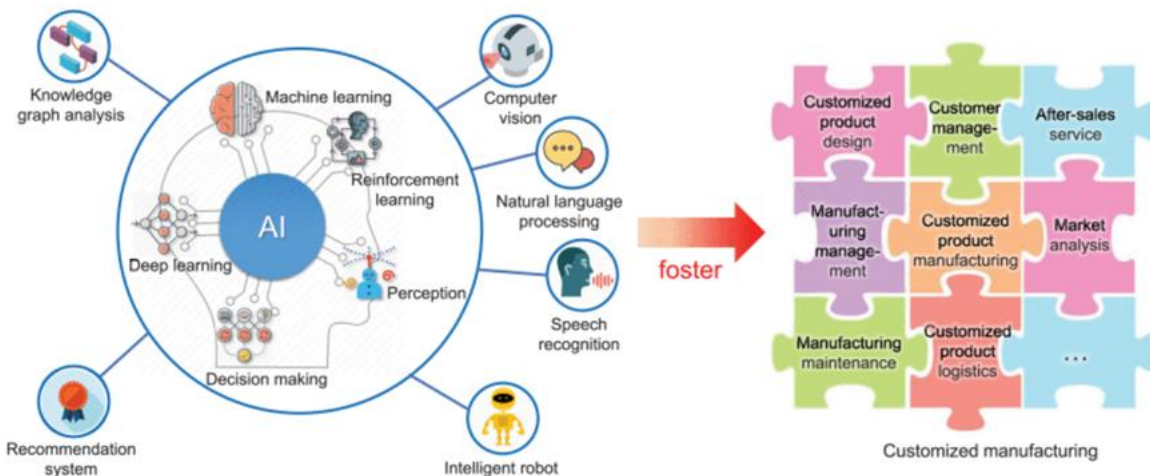 Knowledge
graph analysis
Machine learning
Reinforcement
learning
AI
Deep learning
Perception
Decision making
Recommendation
system
Computer
vision
Natural language
processing
Speech
recognition
Intelligent robot
foster
Customized
product
design
Customer
manage-
ment
After-sales
service
Manufact-
uring
manage-
ment
Customized
product
manufacturing
Market
analysis
Manufacturing
maintenance
Customized
product
logistics
...
Customized manufacturing